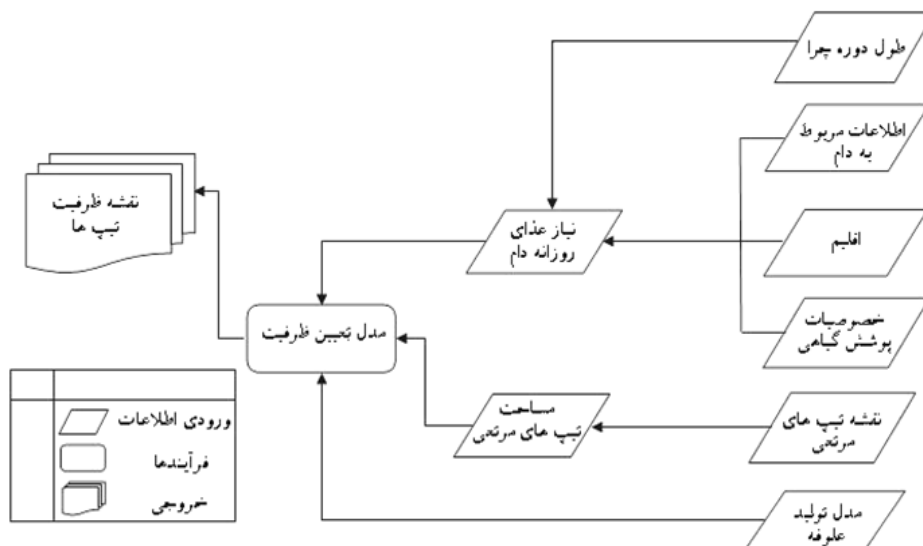 طول دوره چرا
اطلاعات مربوط
به دام
اقلیم
خصوصیات
پوشش گیاهی
نیاز غذای
روزانه دام
نقشه ظرفیت
تیپ ها
مدل تعیین ظرفیت
مساحت
تیپ های مرتعی
نقشه تیپ های
مرتعی
مدل تولید
علوفه
ورودی اطلاعات
فرآیندها
خروجی